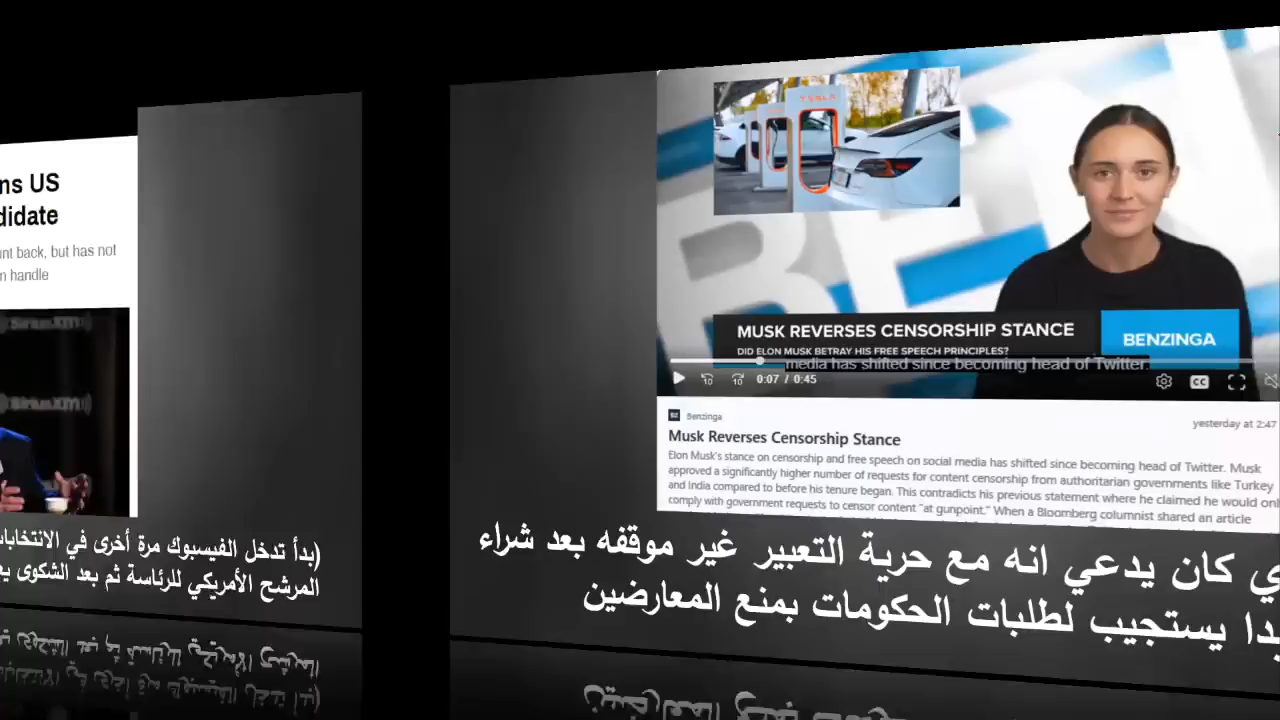 ns US
didate
unt back, but has not
m handle
TESLA
MUSK REVERSES CENSORSHIP STANCE
BENZINGA
DID ELON MUSK BETRAY HIS FREE SPEECH PRINCIPLES?
media has shifted since becoming head of Twitter.
0:07 / 0:45
CC
Benzinga
yesterday at 2:47
Musk Reverses Censorship Stance
Elon Musk's stance on censorship and free speech on social media has shifted since becoming head of Twitter. Musk
approved a significantly higher number of requests for content censorship from authoritarian governments like Turkey
and India compared to before his tenure began. This contradicts his previous statement where he claimed he would only
comply with government requests to censor content "at gunpoint." When a Bloomberg columnist shared an article
ي كان يدعي انه مع حرية التعبير غير موقفه بعد شراء
بدا يستجيب لطلبات الحكومات بمنع المعارضين
(بدأ تدخل الفيسبوك مرة أخرى في الانتخابات
المرشح الأمريكي للرئاسة ثم بعد الشكوى